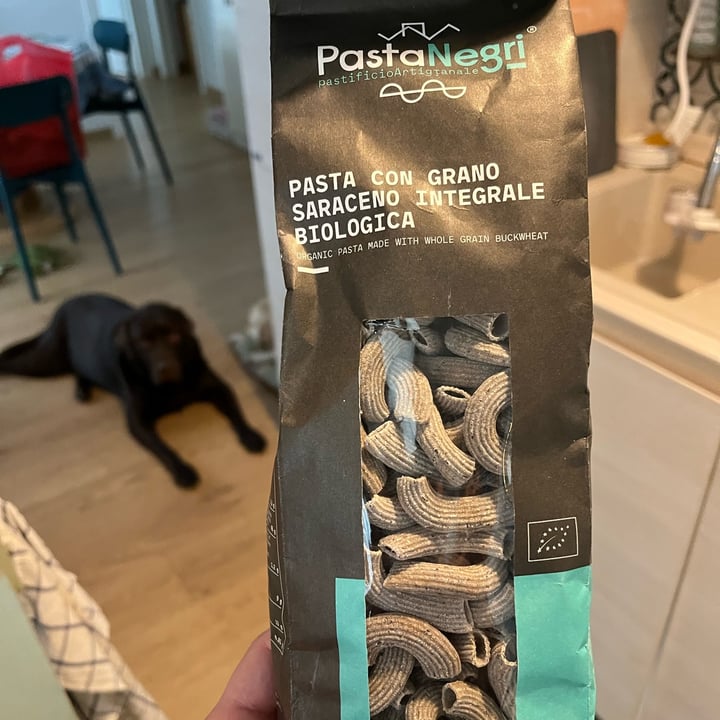 PastaNegri®
pastificioArtigianale
PASTA CON GRANO
SARACENO INTEGRALE
BIOLOGICA
ORGANIC PASTA MADE WITH WHOLE GRAIN BUCKWHEAT